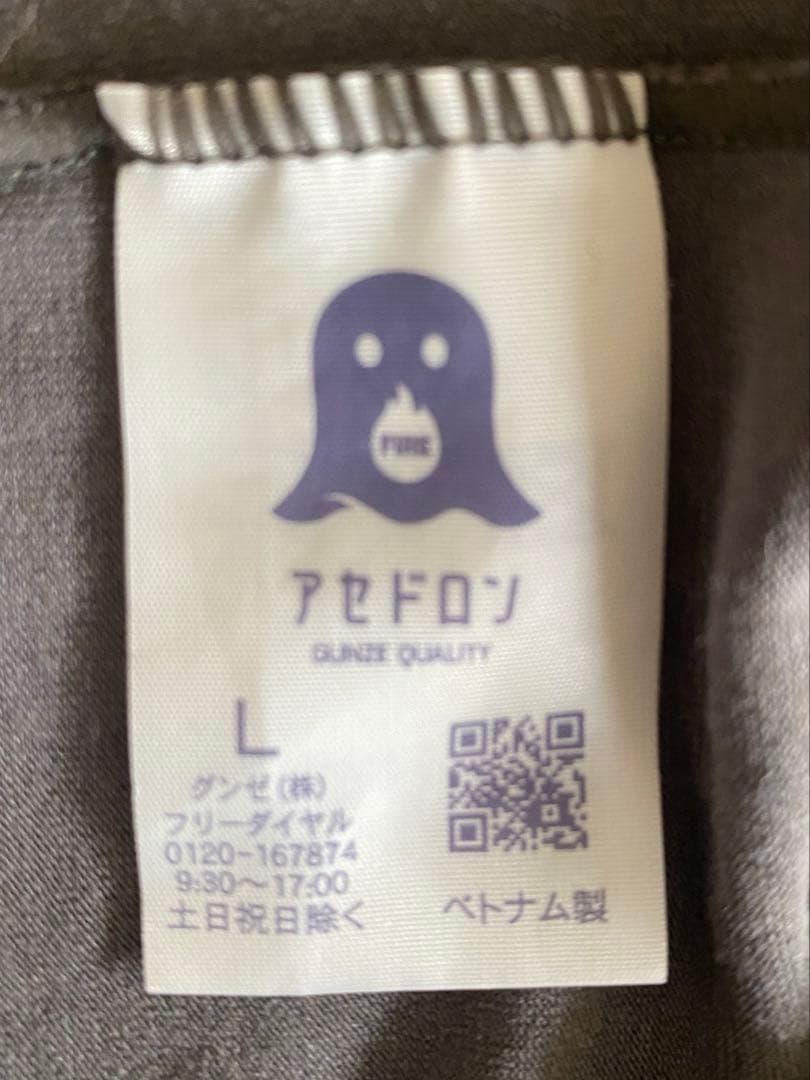 FIRE
アセドロン
GUNZE QUALITY
L
グンゼ(株)
フリーダイヤル
0120-167874
9:30～17:00
土日祝日除く
ベトナム製